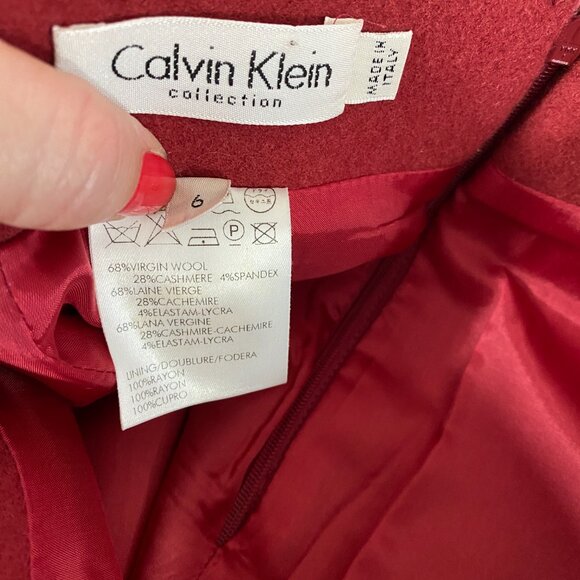 Calvin Klein
collection
MADE IN
ITALY
6
P
68%VIRGIN WOOL
28%CASHMERE 4%SPANDEX
68%LAINE VIERGE
28%CACHEMIRE
4%ELASTAM-LYCRA
68%LANA VERGINE
28%CASHMIRE-CACHEMIRE
4%ELASTAM-LYCRA
LINING/DOUBLURE/FODERA
100%RAYON
100%RAYON
100%CUPRO